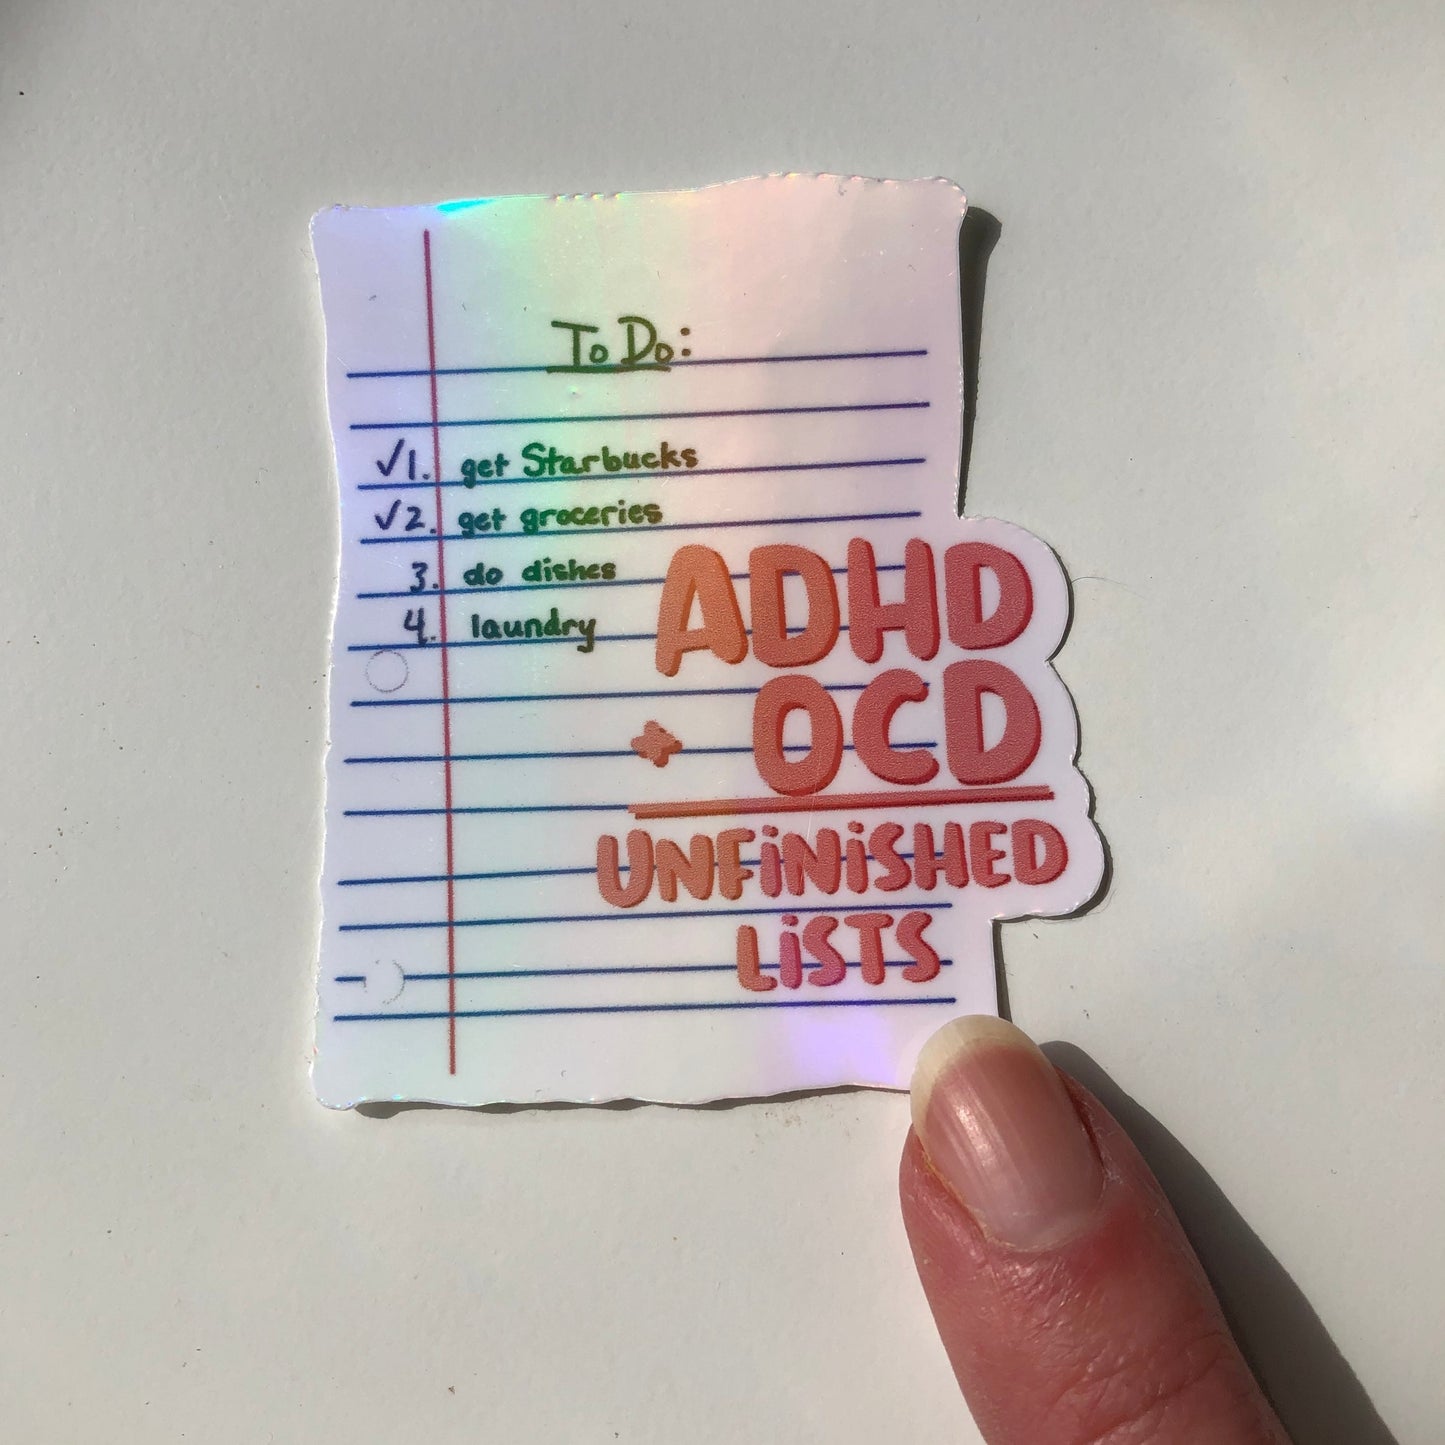 To Do:
√1. get Starbucks
√2. get groceries
3. do dishes
4. laundry
ADHD
+ OCD
UNFiNiSHED
LiSTS